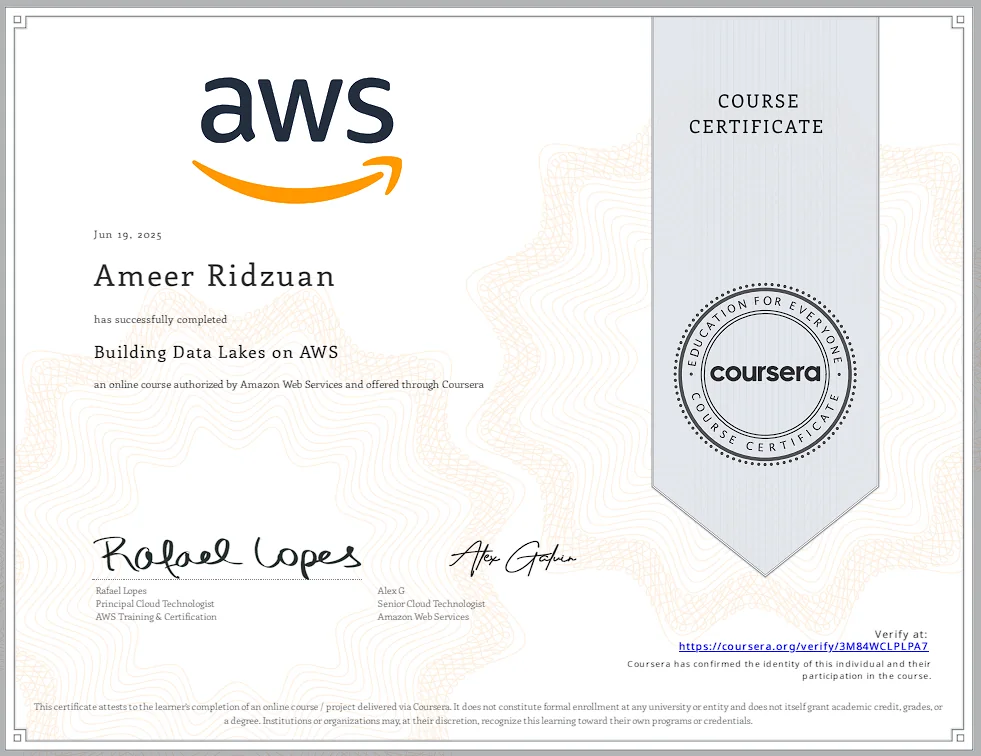 aws
COURSE
CERTIFICATE
Jun 19, 2025
Ameer Ridzuan
has successfully completed
Building Data Lakes on AWS
an online course authorized by Amazon Web Services and offered through Coursera
EDUCATION FOR EVERYONE
coursera
COURSE CERTIFICATE
Rafael Lopes
Alex Galvin
Rafael Lopes
Principal Cloud Technologist
AWS Training & Certification
Alex G
Senior Cloud Technologist
Amazon Web Services
Verify at:
https://coursera.org/verify/3M84WCLPLPA7
Coursera has confirmed the identity of this individual and their
participation in the course.
This certificate attests to the learner's completion of an online course / project delivered via Coursera. It does not constitute formal enrollment at any university or entity and does not itself grant academic credit, grades, or
a degree. Institutions or organizations may, at their discretion, recognize this learning toward their own programs or credentials.